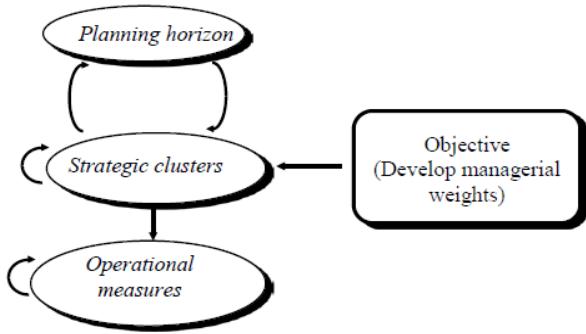 Planning horizon
Strategic clusters
Objective
(Develop managerial
weights)
Operational
measures